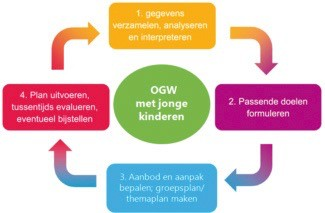 1. gegevens
verzamelen, analyseren
en interpreteren
OGW
met jonge
kinderen
2. Passende doelen
formuleren
3. Aanbod en aanpak
bepalen; groepsplan/
themaplan maken
4. Plan uitvoeren,
tussentijds evalueren,
eventueel bijstellen